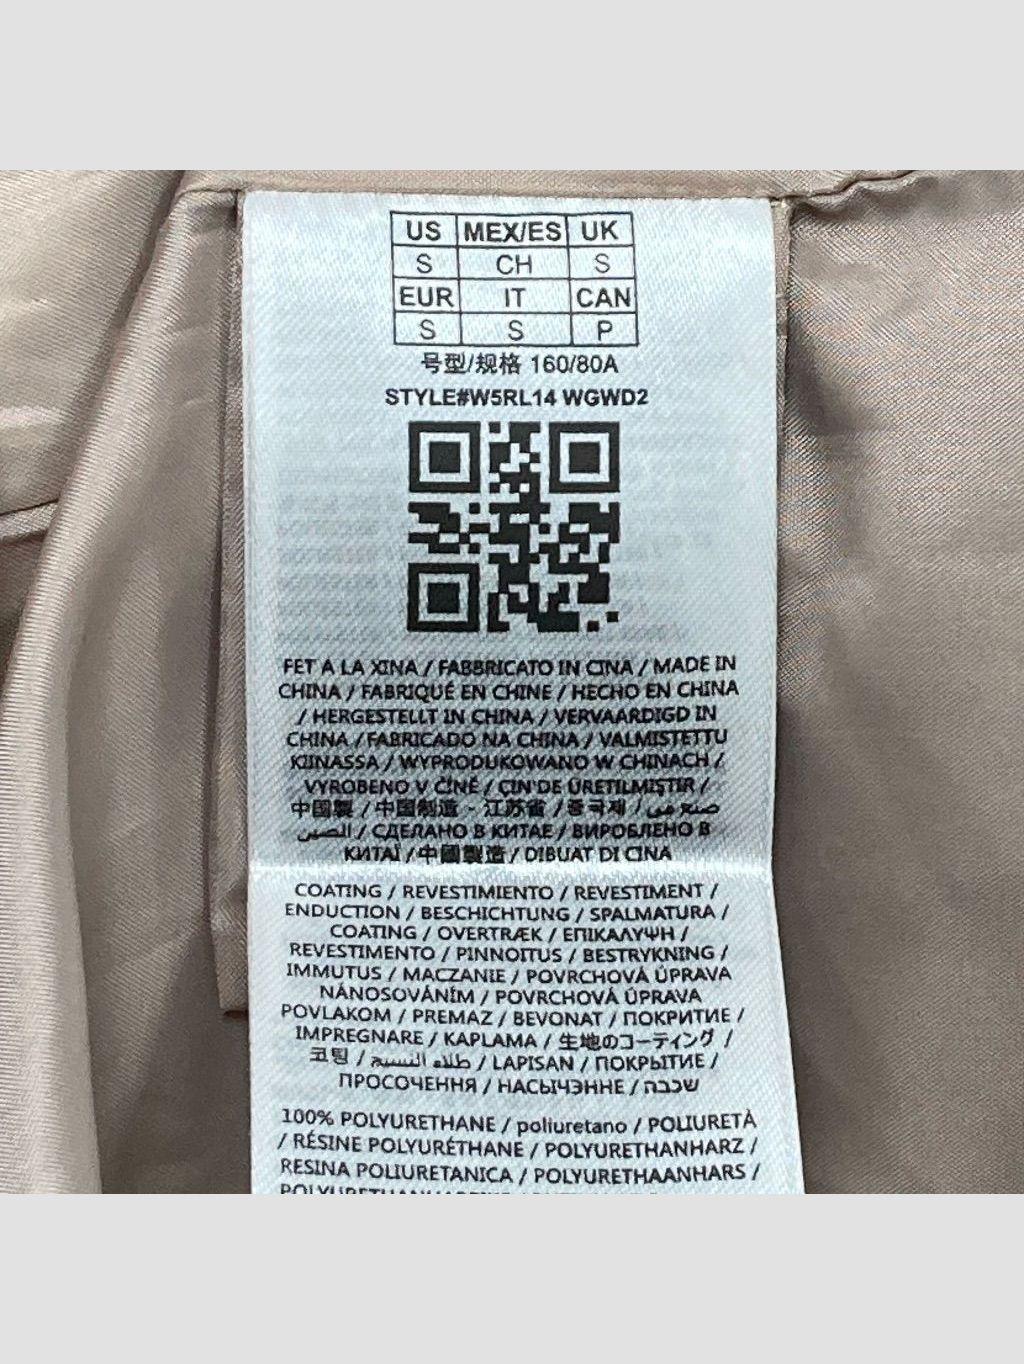 US MEX/ES UK
S CH S
EUR IT CAN
S S P
号型/规格 160/80A
STYLE#W5RL14 WGWD2
FET A LA XINA / FABBRICATO IN CINA / MADE IN
CHINA / FABRIQUÉ EN CHINE / HECHO EN CHINA
/ HERGESTELLT IN CHINA / VERVAARDIGD IN
CHINA / FABRICADO NA CHINA / VALMISTETTU
KIINASSA / WYPRODUKOWANO W CHINACH /
VYROBENO V ČÍNĚ / ÇIN'DE ÜRETILMIŞTIR /
中国製 / 中国制造 - 江苏省 / 중국제 / صنع في
الصين / СДЕЛАНО В КИТАЕ / ВИРОБЛЕНО В
КИТАЇ / 中國製造 / DIBUAT DI CINA
COATING / REVESTIMIENTO / REVESTIMENT /
ENDUCTION / BESCHICHTUNG / SPALMATURA /
COATING / OVERTRÆK / ΕΠΙΚΑΛΥΨΗ /
REVESTIMENTO / PINNOITUS / BESTRYKNING /
IMMUTUS / MACZANIE / POVRCHOVÁ ÚPRAVA
NÁNOSOVÁNÍM / POVRCHOVÁ ÚPRAVA
POVLAKOM / PREMAZ / BEVONAT / ПОКРИТИЕ /
IMPREGNARE / KAPLAMA / 生地のコーティング /
코팅 / طلاء النسيج / LAPISAN / ПОКРЫТИЕ /
ПРОСОЧЕННЯ / НАСЫЧЭННЕ / שכבה
100% POLYURETHANE / poliuretano / POLIURETÀ
/ RÉSINE POLYURÉTHANE / POLYURETHANHARZ /
RESINA POLIURETANICA / POLYURETHAANHARS /